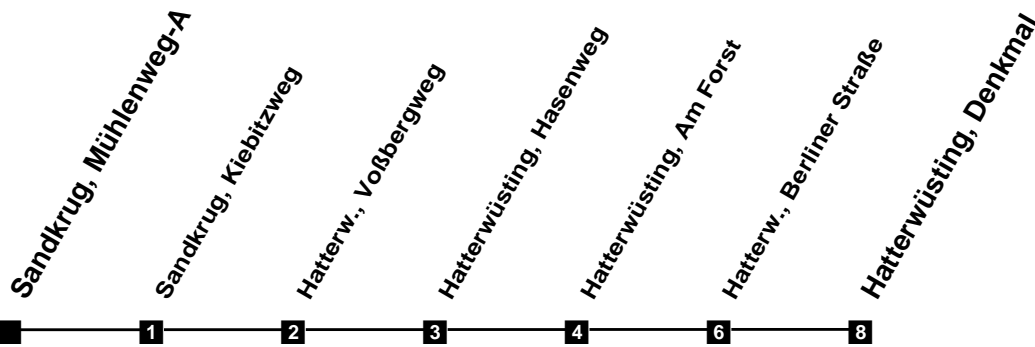 Sandkrug, Mühlenweg-A
Sandkrug, Kiebitzweg
Hatterw., Voßbergweg
Hatterwüsting, Hasenweg
Hatterwüsting, Am Forst
Hatterw., Berliner Straße
Hatterwüsting, Denkmal
1 2 3 4 6 8